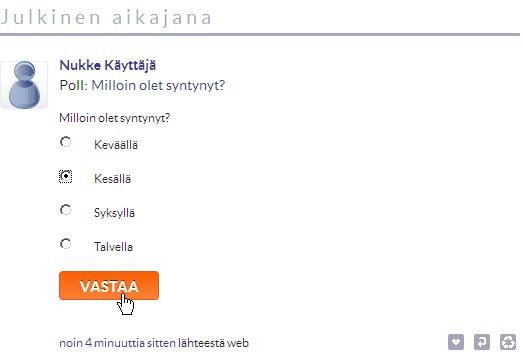 Julkinen aikajana
Nukke Käyttäjä
Poll: Milloin olet syntynyt?
Milloin olet syntynyt?
Keväällä
Kesällä
Syksyllä
Talvella
VASTAA
noin 4 minuuttia sitten lähteestä web